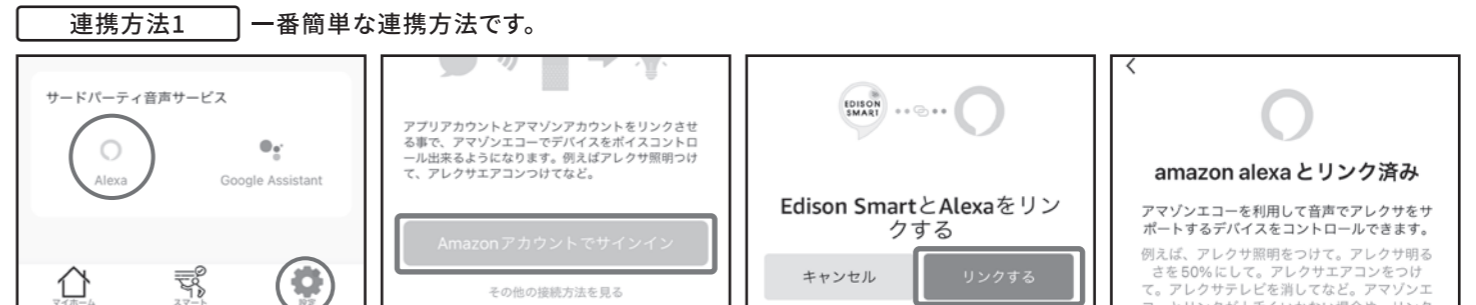 連携方法1
一番簡単な連携方法です。
サードパーティ音声サービス
Alexa
Google Assistant
マイホーム
スマート
設定
アプリアカウントとアマゾンアカウントをリンクさせ
る事で、アマゾンエコーでデバイスをボイスコントロ
ール出来るようになります。例えばアレクサ照明つけ
て、アレクサエアコンつけてなど。
Amazonアカウントでサインイン
その他の接続方法を見る
EDISON
SMART
Edison SmartとAlexaをリン
クする
キャンセル
リンクする
amazon alexaとリンク済み
アマゾンエコーを利用して音声でアレクサをサ
ポートするデバイスをコントロールできます。
例えば、アレクサ照明をつけて。アレクサ明る
さを50%にして。アレクサエアコンをつけ
て。アレクサテレビを消してなど。アマゾンエ